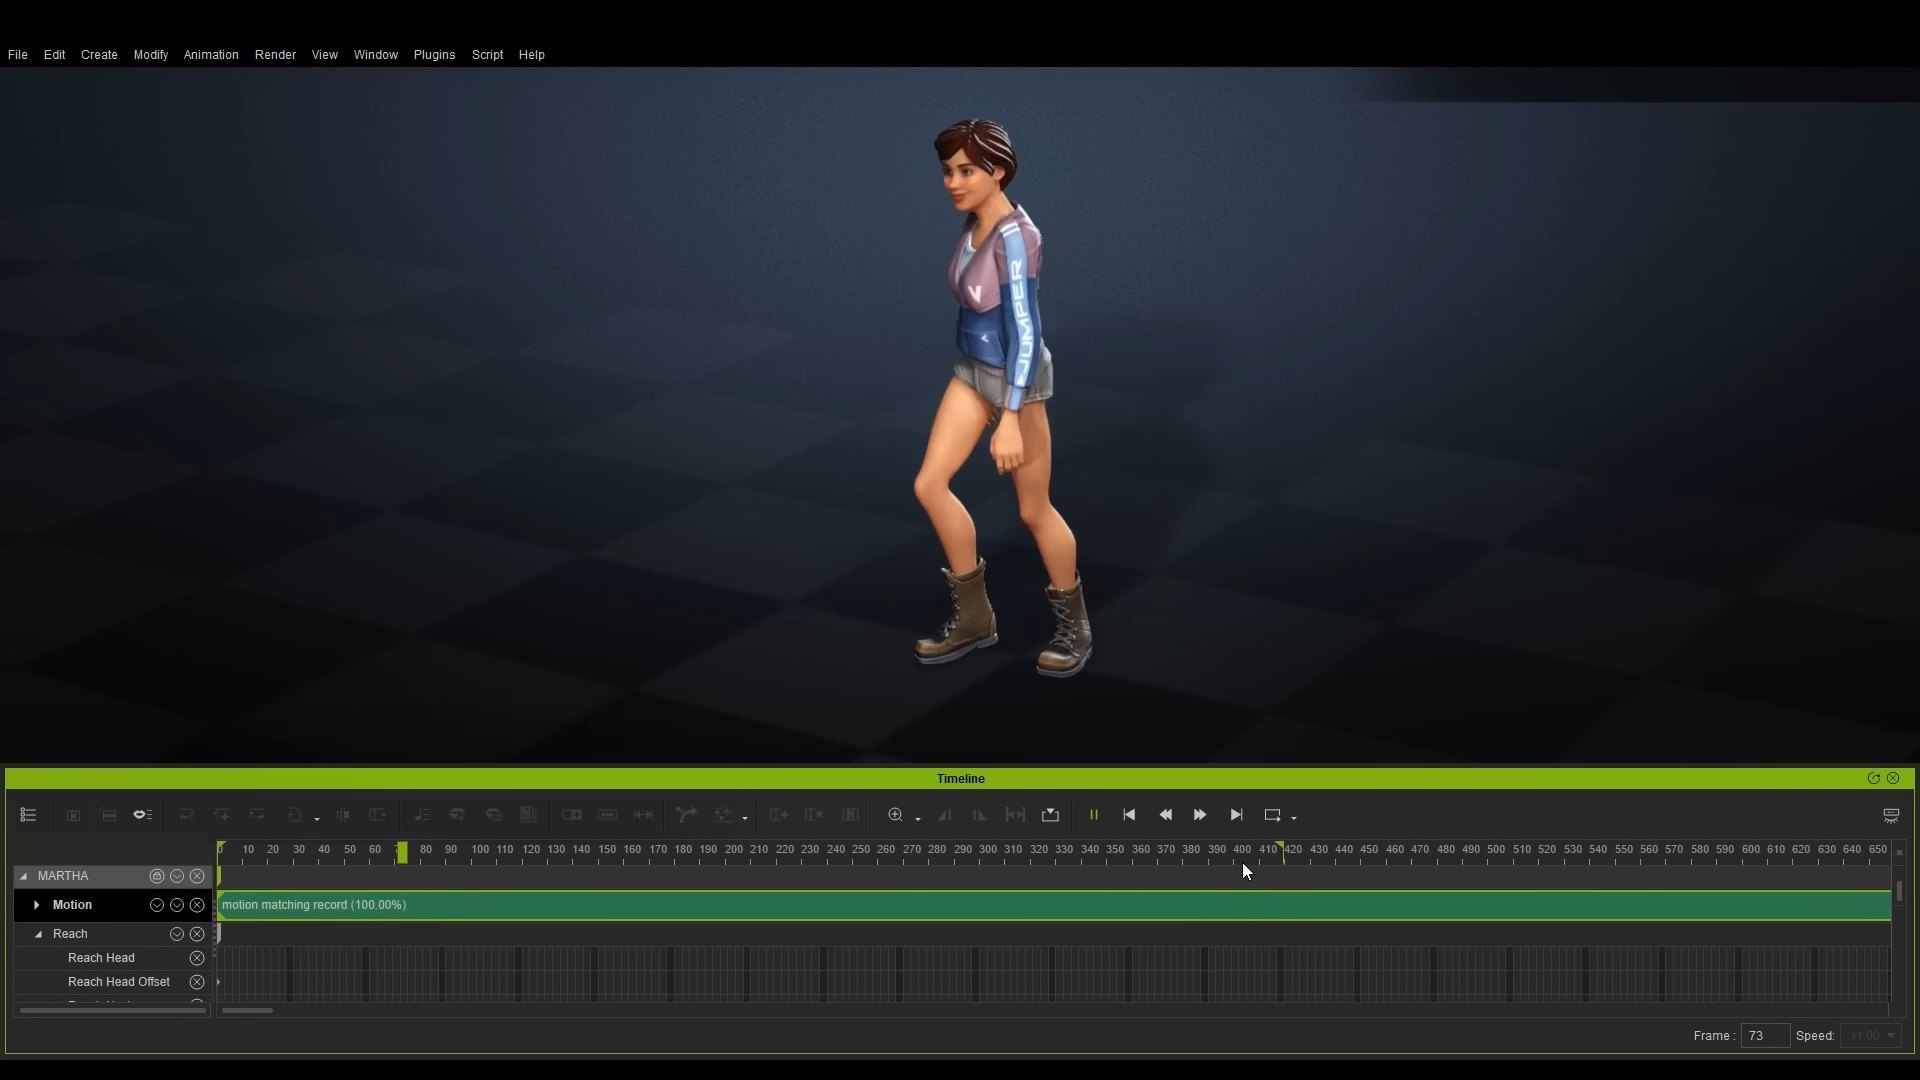 File Edit Create Modify Animation Render View Window Plugins Script Help
JUMPER
Timeline
0 10 20 30 40 50 60 80 90 100 110 120 130 140 150 160 170 180 190 200 210 220 230 240 250 260 270 280 290 300 310 320 330 340 350 360 370 380 390 400 410 420 430 440 450 460 470 480 490 500 510 520 530 540 550 560 570 580 590 600 610 620 630 640 650
MARTHA
Motion
motion matching record (100.00%)
Reach
Reach Head
Reach Head Offset
Frame : 73 Speed: x1.00